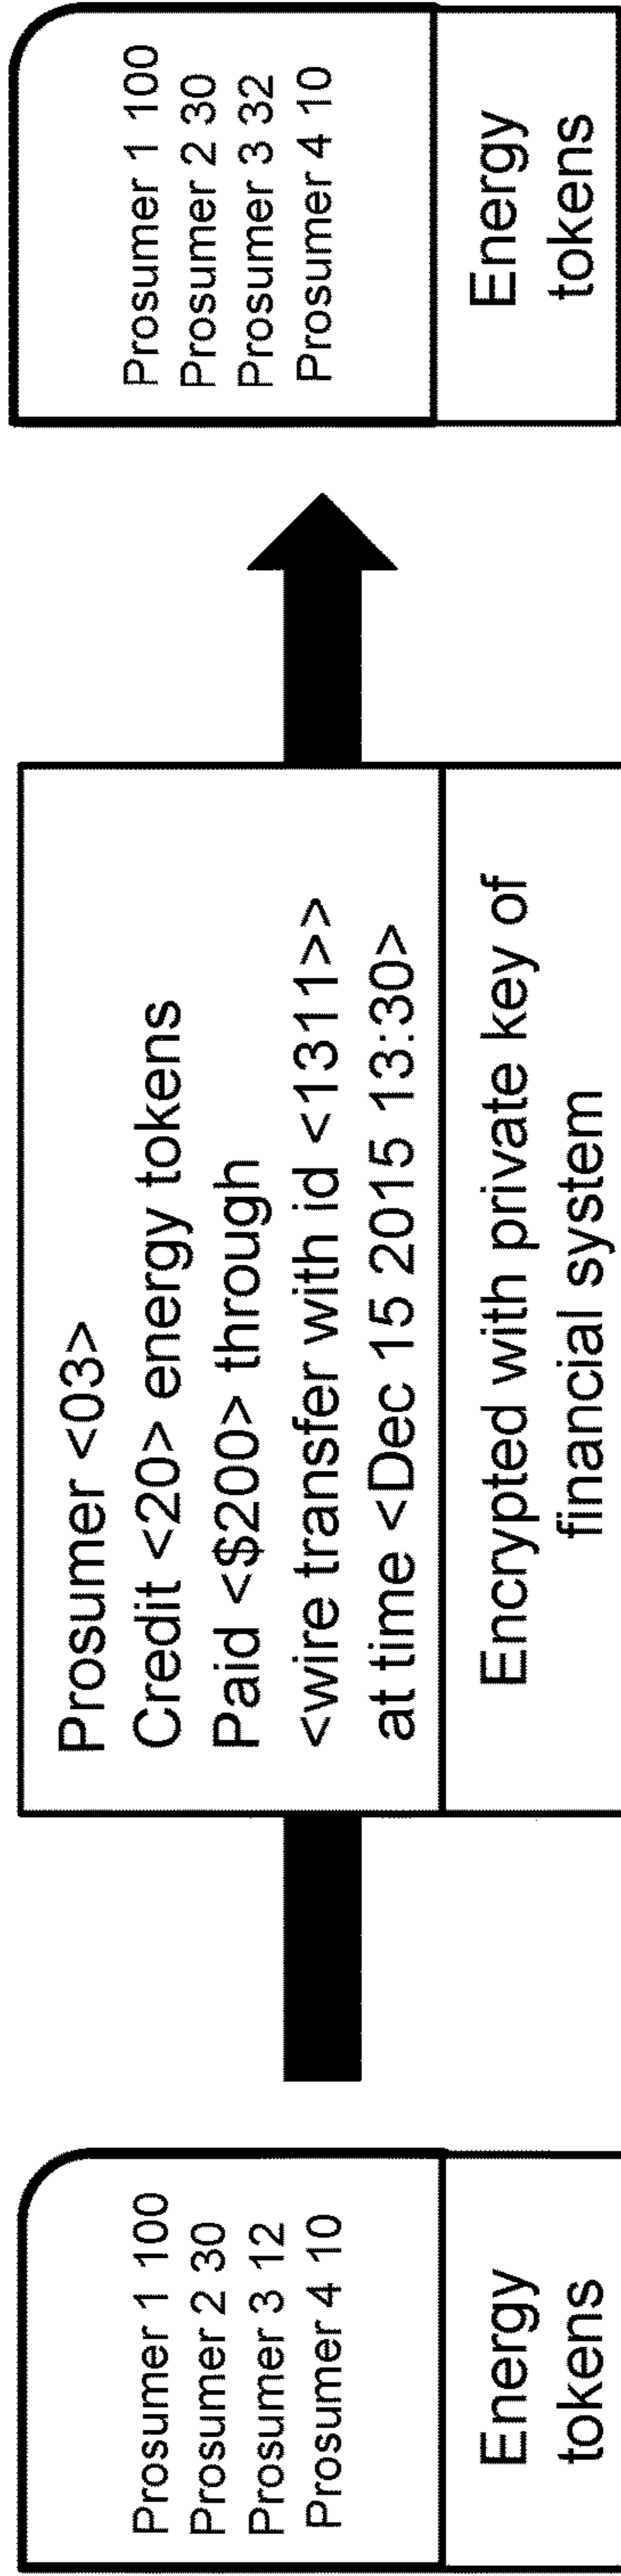 Prosumer 1 100
Prosumer 2 30
Prosumer 3 12
Prosumer 4 10
Energy
tokens
Prosumer <03>
Credit <20> energy tokens
Paid <$200> through
<wire transfer with id <1311>>
at time <Dec 15 2015 13:30>
Encrypted with private key of
financial system
Prosumer 1 100
Prosumer 2 30
Prosumer 3 32
Prosumer 4 10
Energy
tokens